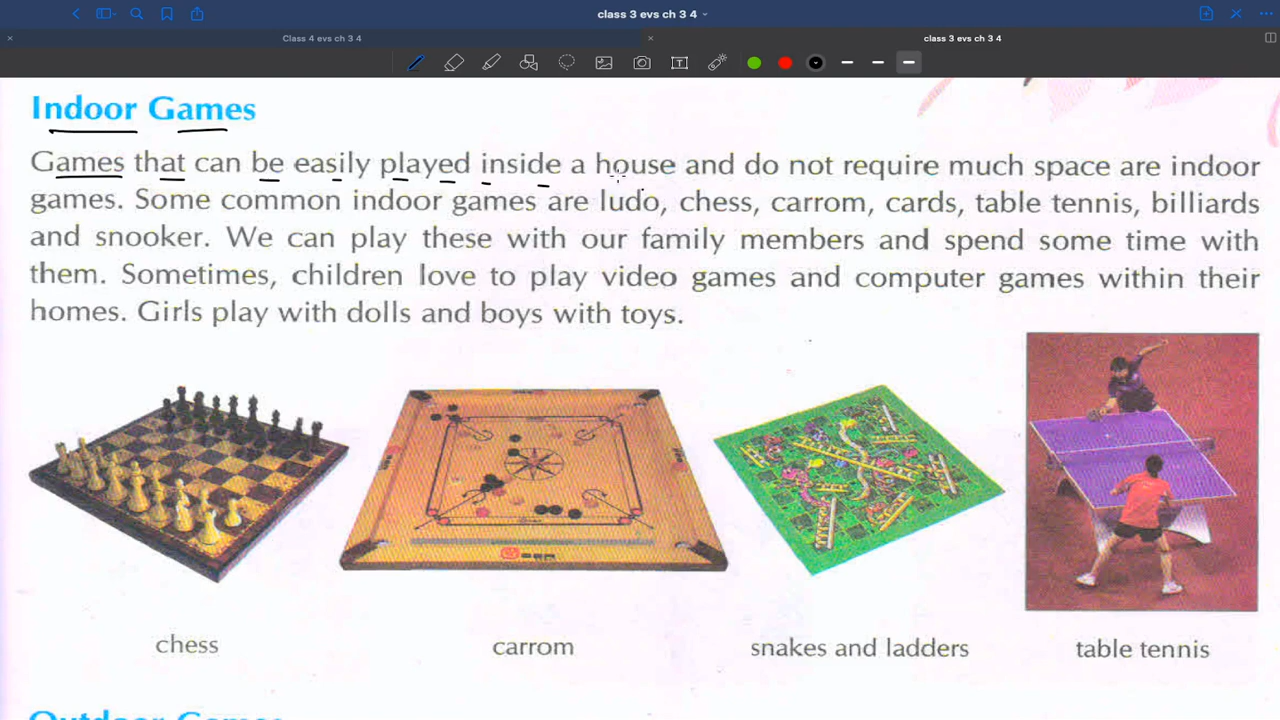 class 3 evs ch 3 4
Class 4 evs ch 3 4
class 3 evs ch 3 4
Indoor Games
Games that can be easily played inside a house and do not require much space are indoor
games. Some common indoor games are ludo, chess, carrom, cards, table tennis, billiards
and snooker. We can play these with our family members and spend some time with
them. Sometimes, children love to play video games and computer games within their
homes. Girls play with dolls and boys with toys.
chess
carrom
snakes and ladders
table tennis
Outdoor Games